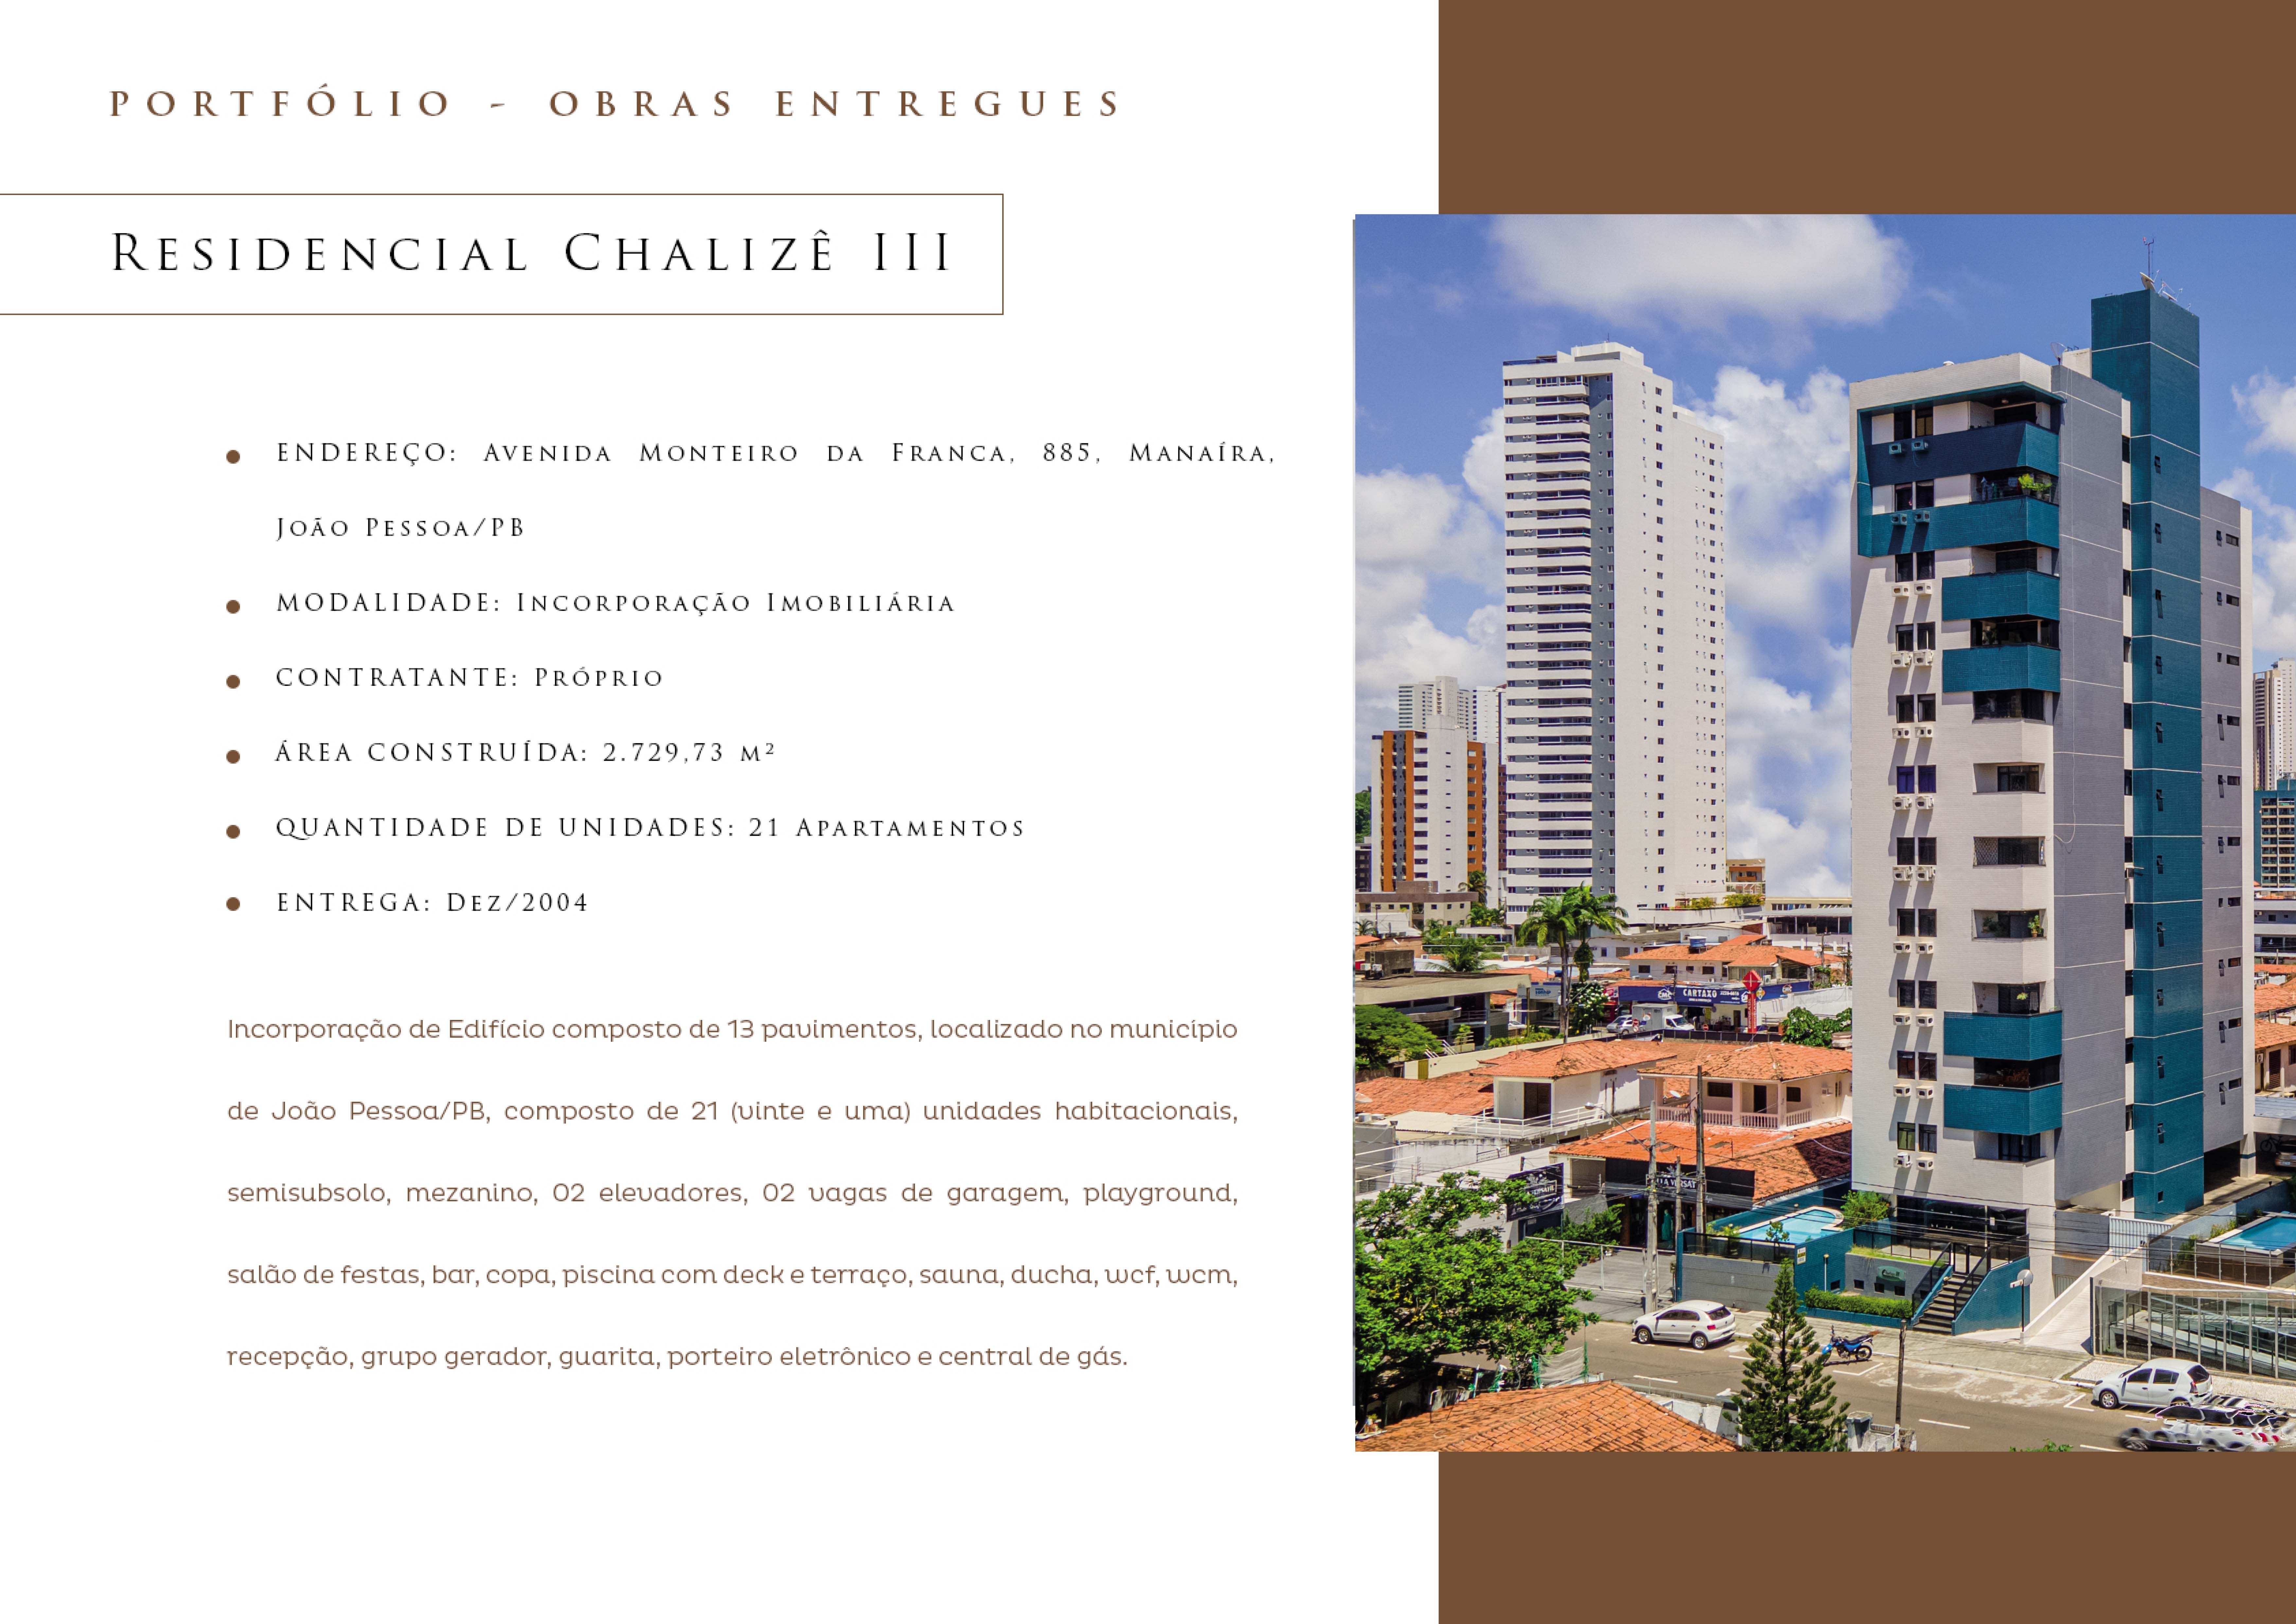 PORTFÓLIO - OBRAS ENTREGUES
Residencial Chalizê III
ENDEREÇO: Avenida Monteiro da Franca, 885, Manaíra,
João Pessoa/PB
MODALIDADE: Incorporação Imobiliária
CONTRATANTE: Próprio
ÁREA CONSTRUÍDA: 2.729,73 m²
QUANTIDADE DE UNIDADES: 21 Apartamentos
ENTREGA: Dez/2004
Incorporação de Edifício composto de 13 pavimentos, localizado no município
de João Pessoa/PB, composto de 21 (vinte e uma) unidades habitacionais,
semisubsolo, mezanino, 02 elevadores, 02 vagas de garagem, playground,
salão de festas, bar, copa, piscina com deck e terraço, sauna, ducha, wcf, wcm,
recepção, grupo gerador, guarita, porteiro eletrônico e central de gás.
CARTAXO